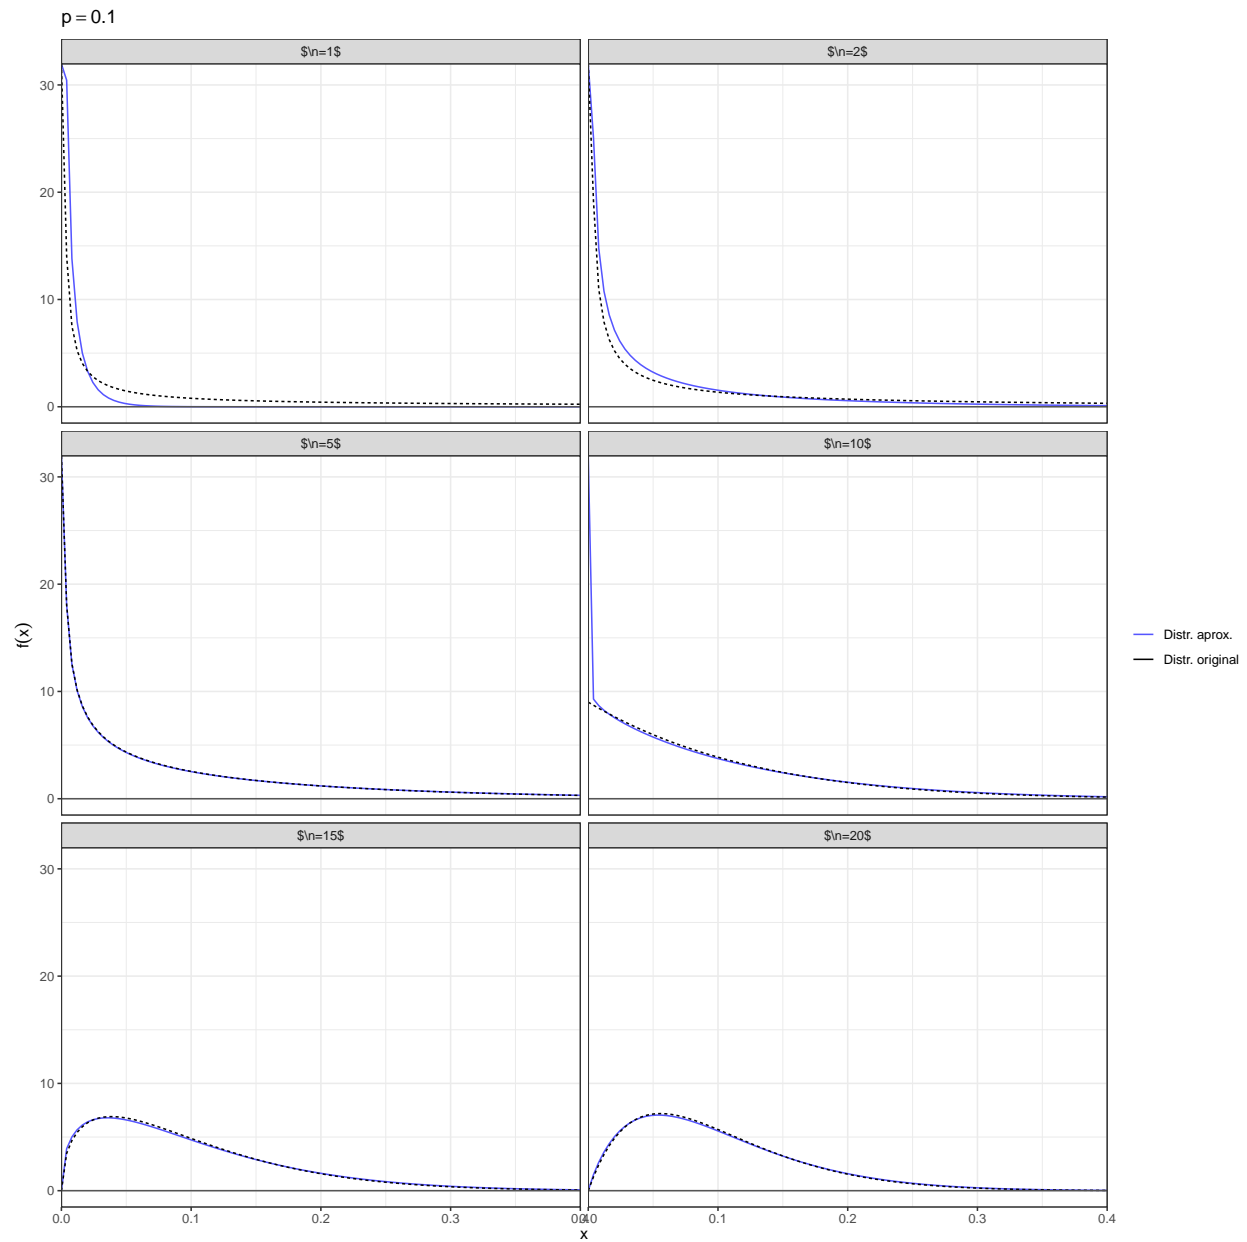 p = 0.1
$\n=1$
$\n=2$
30
20
10
0
$\n=5$
$\n=10$
30
20
10
0
f(x)
Distr. aprox.
Distr. original
$\n=15$
$\n=20$
30
20
10
0
0.0 0.1 0.2 0.3 0.4 0.0 0.1 0.2 0.3 0.4
x